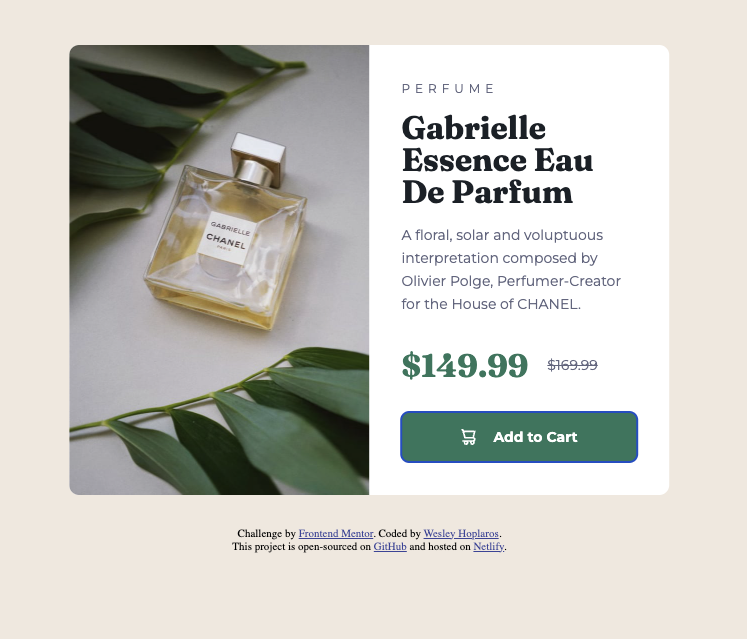 GABRIELLE
CHANEL
PARIS
PERFUME
Gabrielle
Essence Eau
De Parfum
A floral, solar and voluptuous
interpretation composed by
Olivier Polge, Perfumer-Creator
for the House of CHANEL.
$149.99 $169.99
Add to Cart
Challenge by Frontend Mentor. Coded by Wesley Hoplaros.
This project is open-sourced on GitHub and hosted on Netlify.